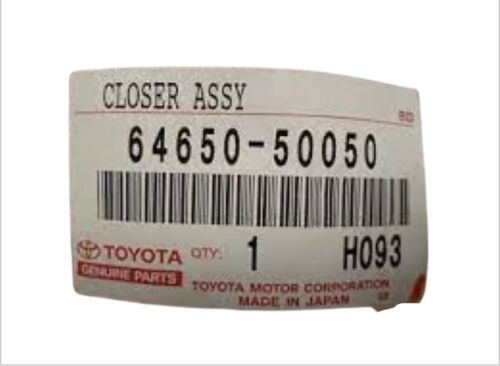 CLOSER ASSY
64650-50050
TOYOTA QTY: 1 H093
GENUINE PARTS
TOYOTA MOTOR CORPORATION
MADE IN JAPAN